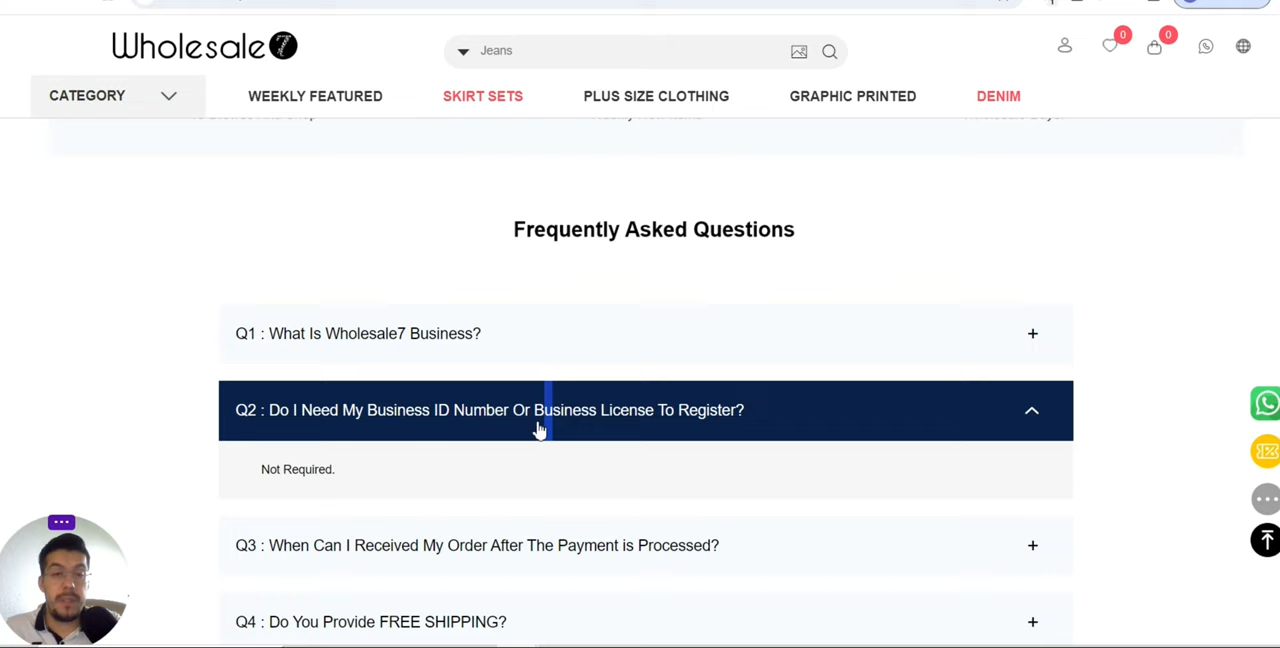 Wholesale7
Jeans
0
0
CATEGORY
WEEKLY FEATURED
SKIRT SETS
PLUS SIZE CLOTHING
GRAPHIC PRINTED
DENIM
Frequently Asked Questions
Q1 : What Is Wholesale7 Business?
+
Q2 : Do I Need My Business ID Number Or Business License To Register?
Not Required.
Q3 : When Can I Received My Order After The Payment is Processed?
+
Q4 : Do You Provide FREE SHIPPING?
+